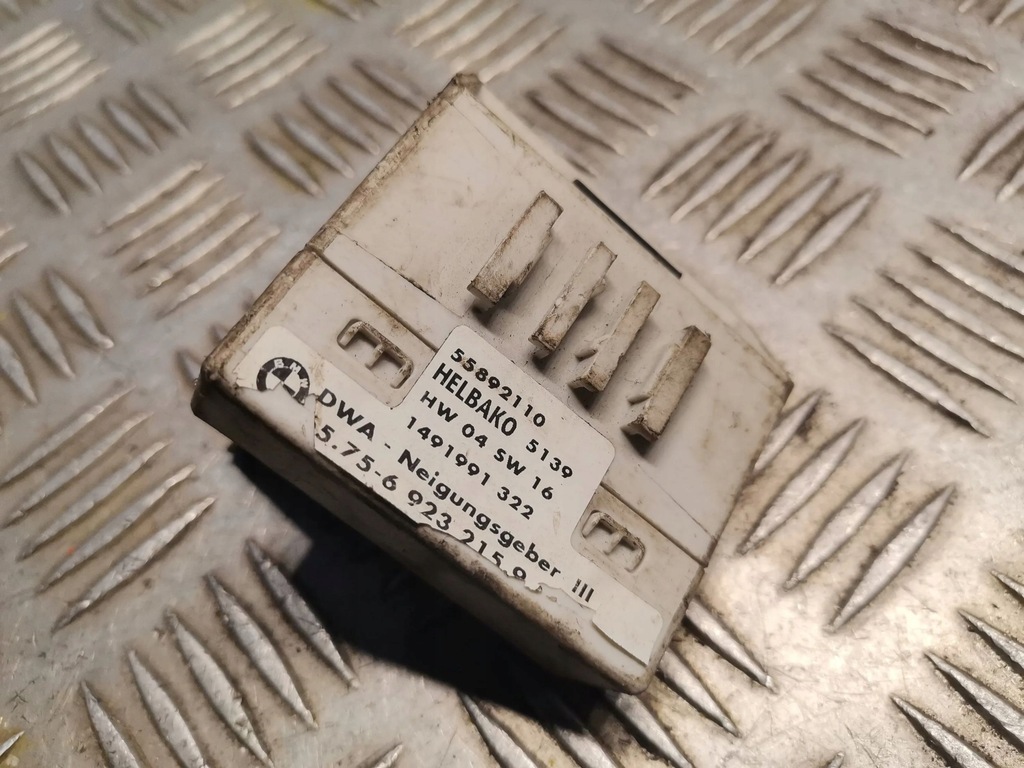 55892110
HELBAKO 5139
HW 04 SW 16
1491991 322
DWA - Neigungsgeber III
5.75-6 923 215.9